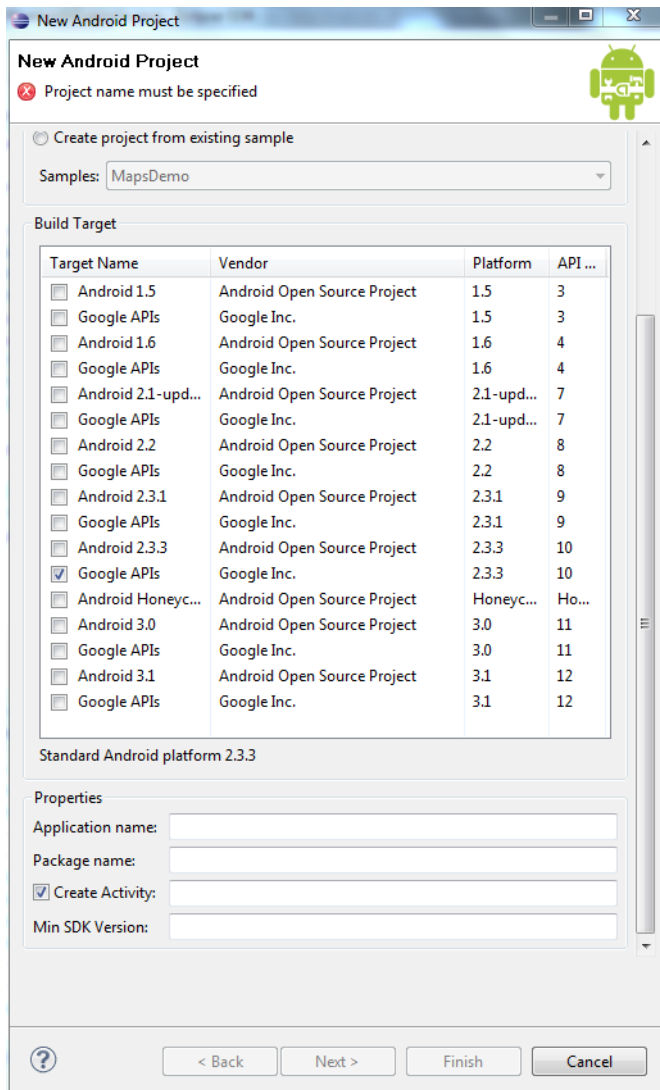 New Android Project
New Android Project
Project name must be specified
Create project from existing sample
Samples: MapsDemo
Build Target
Target Name Vendor Platform API ...
Android 1.5 Android Open Source Project 1.5 3
Google APIs Google Inc. 1.5 3
Android 1.6 Android Open Source Project 1.6 4
Google APIs Google Inc. 1.6 4
Android 2.1-upd... Android Open Source Project 2.1-upd... 7
Google APIs Google Inc. 2.1-upd... 7
Android 2.2 Android Open Source Project 2.2 8
Google APIs Google Inc. 2.2 8
Android 2.3.1 Android Open Source Project 2.3.1 9
Google APIs Google Inc. 2.3.1 9
Android 2.3.3 Android Open Source Project 2.3.3 10
Google APIs Google Inc. 2.3.3 10
Android Honeyc... Android Open Source Project Honeyc... Ho...
Android 3.0 Android Open Source Project 3.0 11
Google APIs Google Inc. 3.0 11
Android 3.1 Android Open Source Project 3.1 12
Google APIs Google Inc. 3.1 12
Standard Android platform 2.3.3
Properties
Application name:
Package name:
Create Activity:
Min SDK Version:
? < Back Next > Finish Cancel